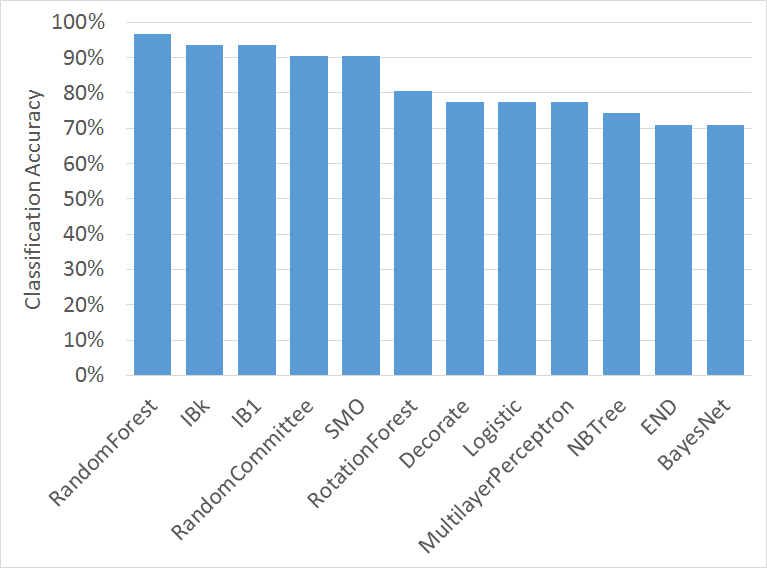 Classification Accuracy
100%
90%
80%
70%
60%
50%
40%
30%
20%
10%
0%
RandomForest
IBk
IB1
RandomCommittee
SMO
RotationForest
Decorate
Logistic
MultilayerPerceptron
NBTree
END
BayesNet